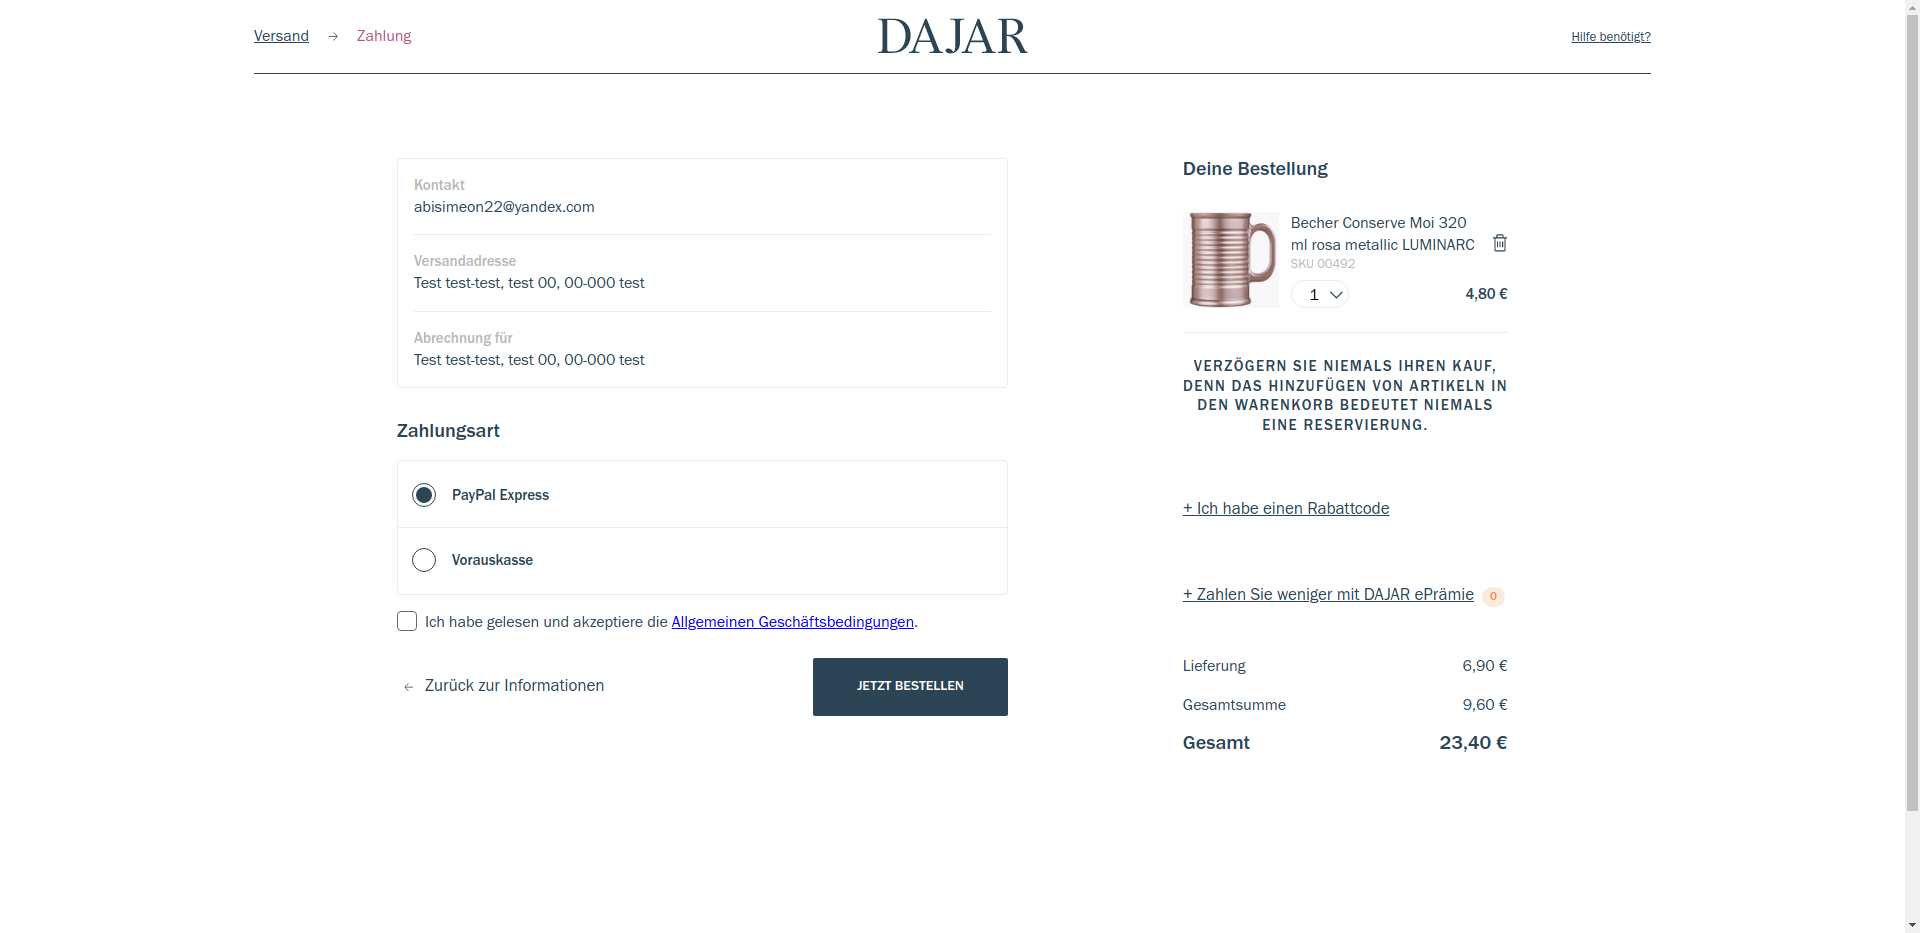 Versand
Zahlung
DAJAR
Hilfe benötigt?
Kontakt
abisimeon22@yandex.com
Versandadresse
Test test-test, test 00, 00-000 test
Abrechnung für
Test test-test, test 00, 00-000 test
Zahlungsart
PayPal Express
Vorauskasse
Ich habe gelesen und akzeptiere die Allgemeinen Geschäftsbedingungen.
Zurück zur Informationen
JETZT BESTELLEN
Deine Bestellung
Becher Conserve Moi 320
ml rosa metallic LUMINARC
SKU 00492
1
4,80 €
VERZÖGERN SIE NIEMALS IHREN KAUF,
DENN DAS HINZUFÜGEN VON ARTIKELN IN
DEN WARENKORB BEDEUTET NIEMALS
EINE RESERVIERUNG.
+ Ich habe einen Rabattcode
+ Zahlen Sie weniger mit DAJAR ePrämie 0
Lieferung 6,90 €
Gesamtsumme 9,60 €
Gesamt 23,40 €